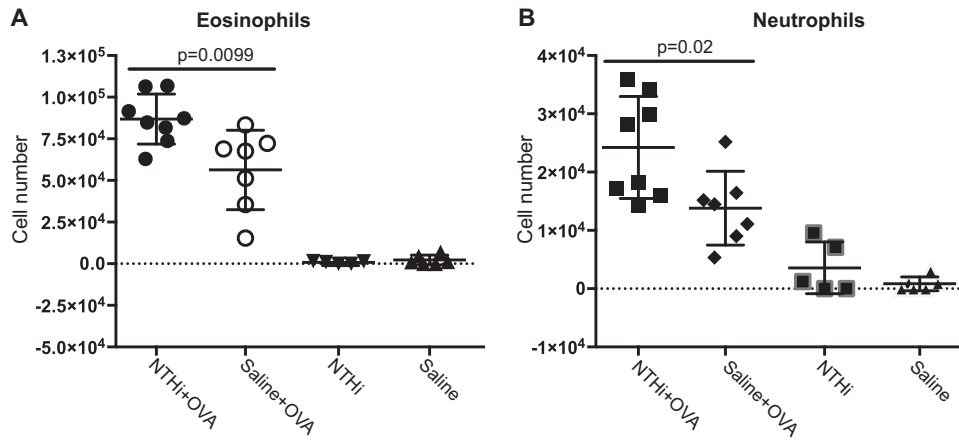 A
Eosinophils
p=0.0099
1.3×10⁵
1.0×10⁵
7.5×10⁴
5.0×10⁴
2.5×10⁴
0.0
-2.5×10⁴
-5.0×10⁴
Cell number
NTHi+OVA
Saline+OVA
NTHi
Saline
B
Neutrophils
p=0.02
4×10⁴
3×10⁴
2×10⁴
1×10⁴
0
-1×10⁴
Cell number
NTHi+OVA
Saline+OVA
NTHi
Saline